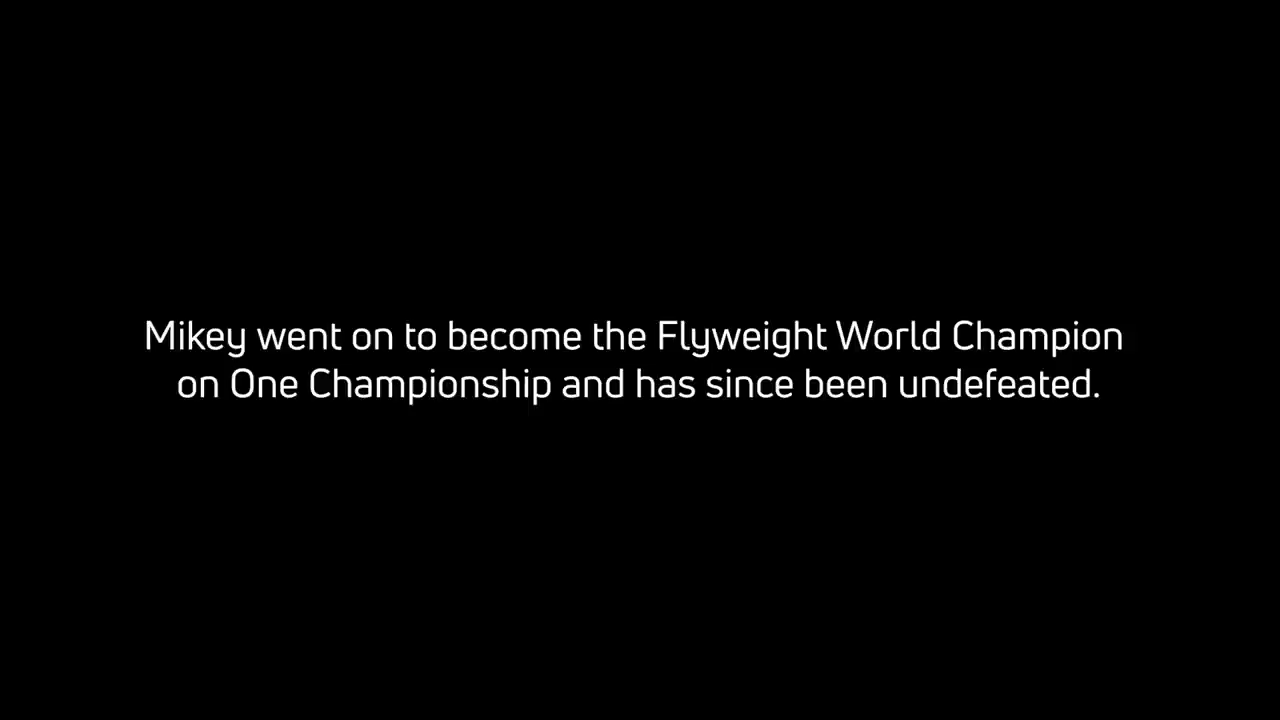 Mikey went on to become the Flyweight World Champion
on One Championship and has since been undefeated.